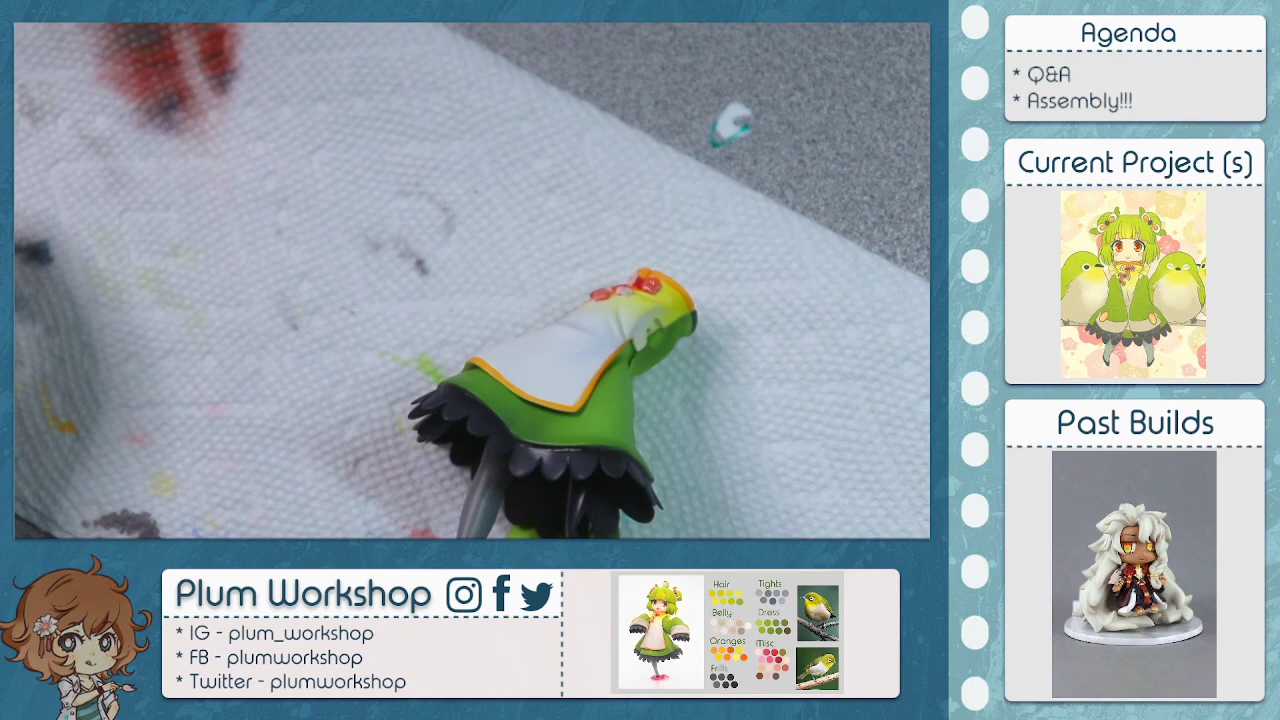 Agenda
* Q&A
* Assembly!!!
Current Project (s)
Past Builds
Plum Workshop
* IG - plum_workshop
* FB - plumworkshop
* Twitter - plumworkshop
Hair
Tights
Belly
Dress
Oranges
Misc
Frills